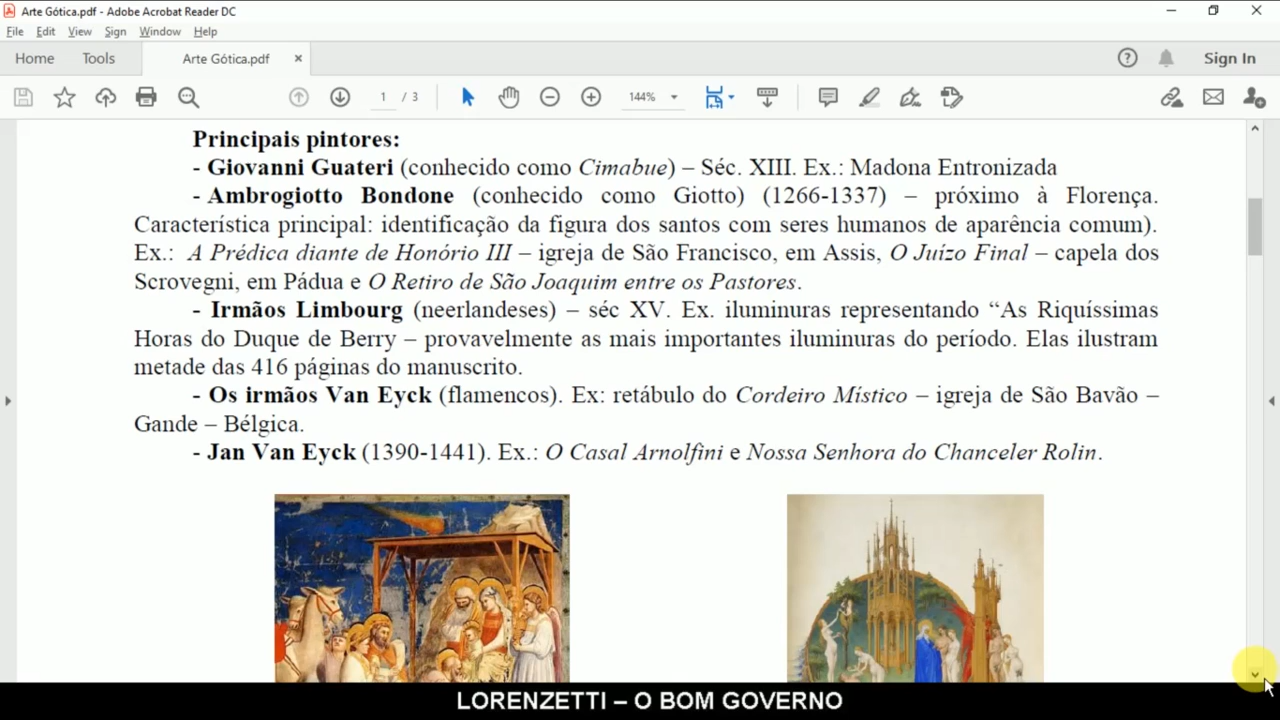 Arte Gótica.pdf - Adobe Acrobat Reader DC
File Edit View Sign Window Help
Home Tools Arte Gótica.pdf × Sign In
1 / 3 144%
Principais pintores:
- Giovanni Guateri (conhecido como Cimabue) – Séc. XIII. Ex.: Madona Entronizada
- Ambrogiotto Bondone (conhecido como Giotto) (1266-1337) – próximo à Florença.
Característica principal: identificação da figura dos santos com seres humanos de aparência comum).
Ex.: A Prédica diante de Honório III – igreja de São Francisco, em Assis, O Juízo Final – capela dos
Scrovegni, em Pádua e O Retiro de São Joaquim entre os Pastores.
- Irmãos Limbourg (neerlandeses) – séc XV. Ex. iluminuras representando “As Riquíssimas
Horas do Duque de Berry – provavelmente as mais importantes iluminuras do período. Elas ilustram
metade das 416 páginas do manuscrito.
- Os irmãos Van Eyck (flamencos). Ex: retábulo do Cordeiro Místico – igreja de São Bavão –
Gande – Bélgica.
- Jan Van Eyck (1390-1441). Ex.: O Casal Arnolfini e Nossa Senhora do Chanceler Rolin.
LORENZETTI – O BOM GOVERNO